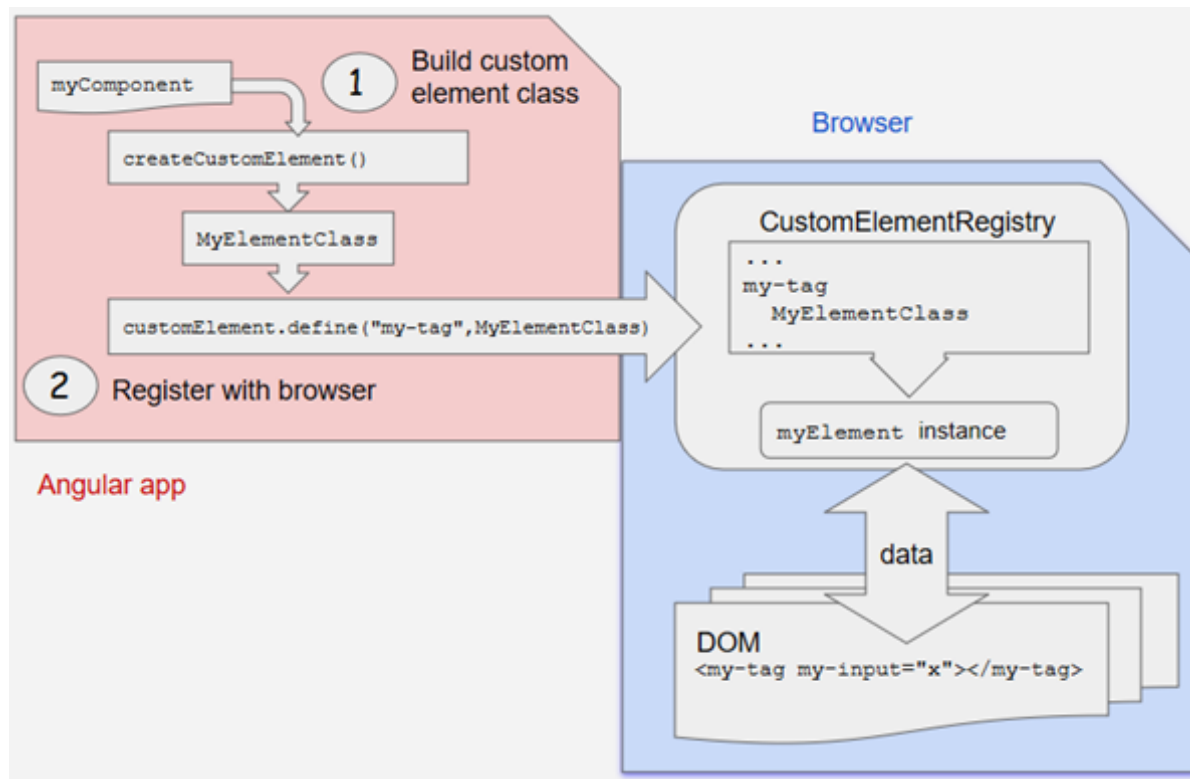 myComponent
1
Build custom
element class
createCustomElement()
MyElementClass
customElement.define("my-tag",MyElementClass)
2
Register with browser
Angular app
Browser
CustomElementRegistry
...
my-tag
MyElementClass
...
myElement instance
data
DOM
<my-tag my-input="x"></my-tag>